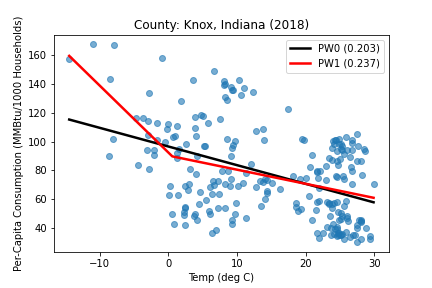 County: Knox, Indiana (2018)
PW0 (0.203)
PW1 (0.237)
Per-Capita Consumption (MMBtu/1000 Households)
160
140
120
100
80
60
40
−10 0 10 20 30
Temp (deg C)